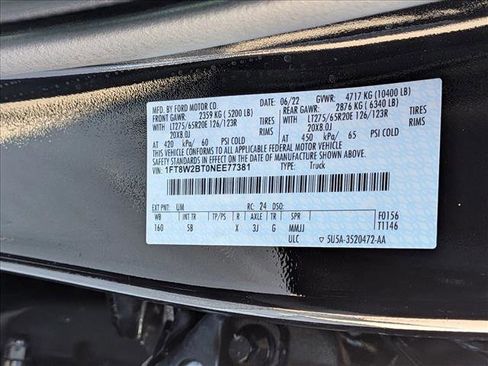 MFD. BY FORD MOTOR CO. 06/22 GVWR: 4717 KG (10400 LB)
FRONT GAWR: 2359 KG (5200 LB) REAR GAWR: 2876 KG (6340 LB)
WITH LT275/65R20E 126/123R TIRES WITH LT275/65R20E 126/123R TIRES
20X8.0J RIMS 20X8.0J RIMS
AT 420 kPa/ 60 PSI COLD AT 450 kPa/ 65 PSI COLD
THIS VEHICLE CONFORMS TO ALL APPLICABLE FEDERAL MOTOR VEHICLE
SAFETY STANDARDS IN EFFECT ON THE DATE OF MANUFACTURE SHOWN ABOVE.
VIN: 1FT8W2BT0NEE77381 TYPE: Truck
EXT PNT: UM RC: 24 DSO:
WB INT TR TP/PS R AXLE TR SPR F0156
160 5B X 3J G MMJJ T1146
ULC 5U5A-3520472-AA